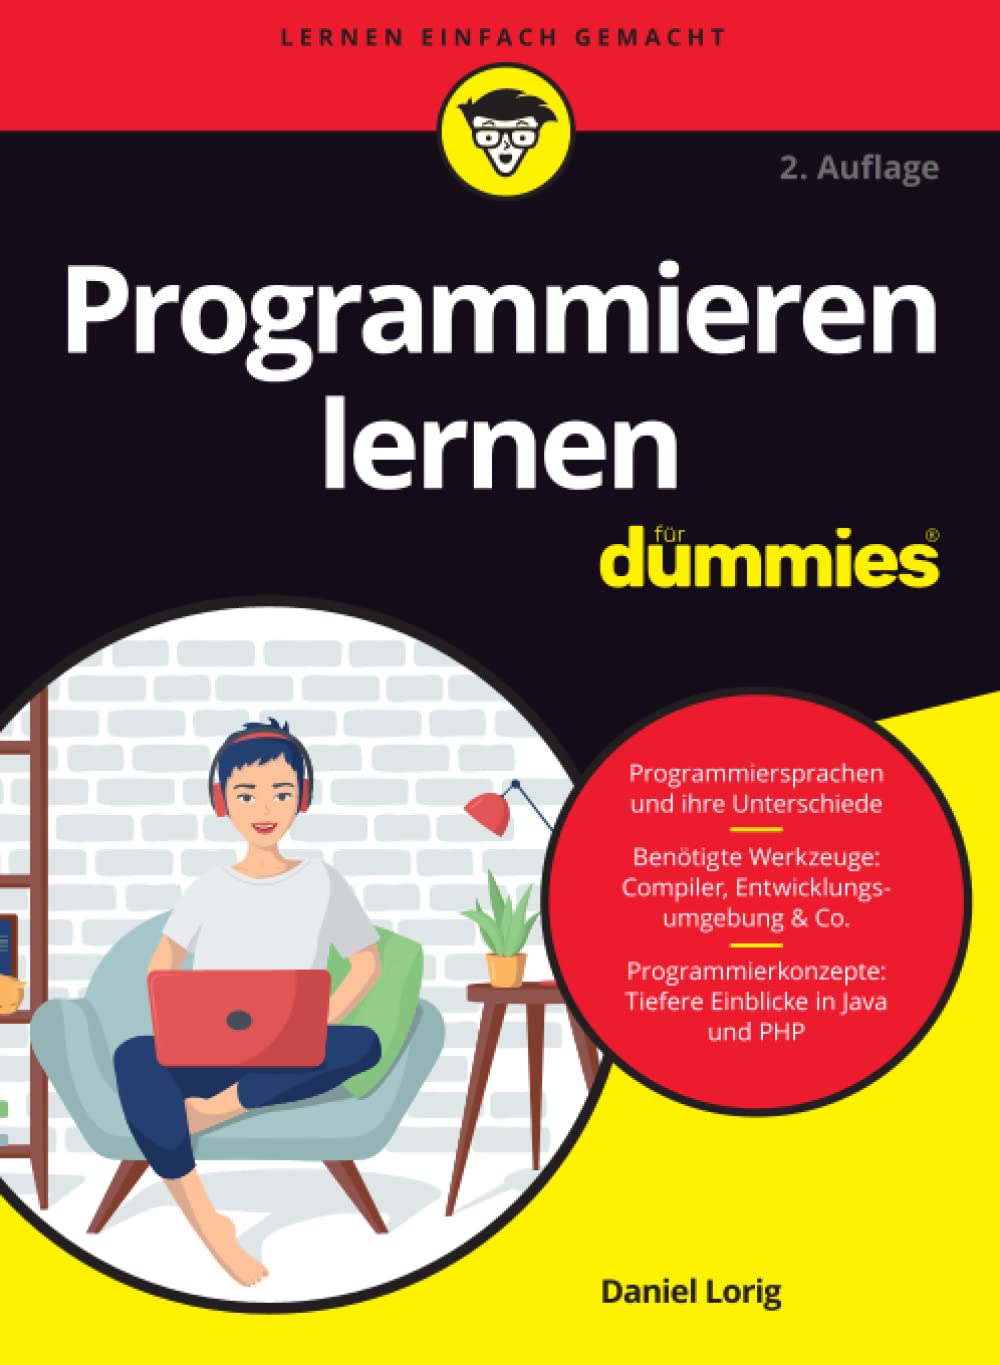 LERNEN EINFACH GEMACHT
2. Auflage
Programmieren
lernen
für
dummies®
Programmiersprachen
und ihre Unterschiede
Benötigte Werkzeuge:
Compiler, Entwicklungs-
umgebung & Co.
Programmierkonzepte:
Tiefere Einblicke in Java
und PHP
Daniel Lorig